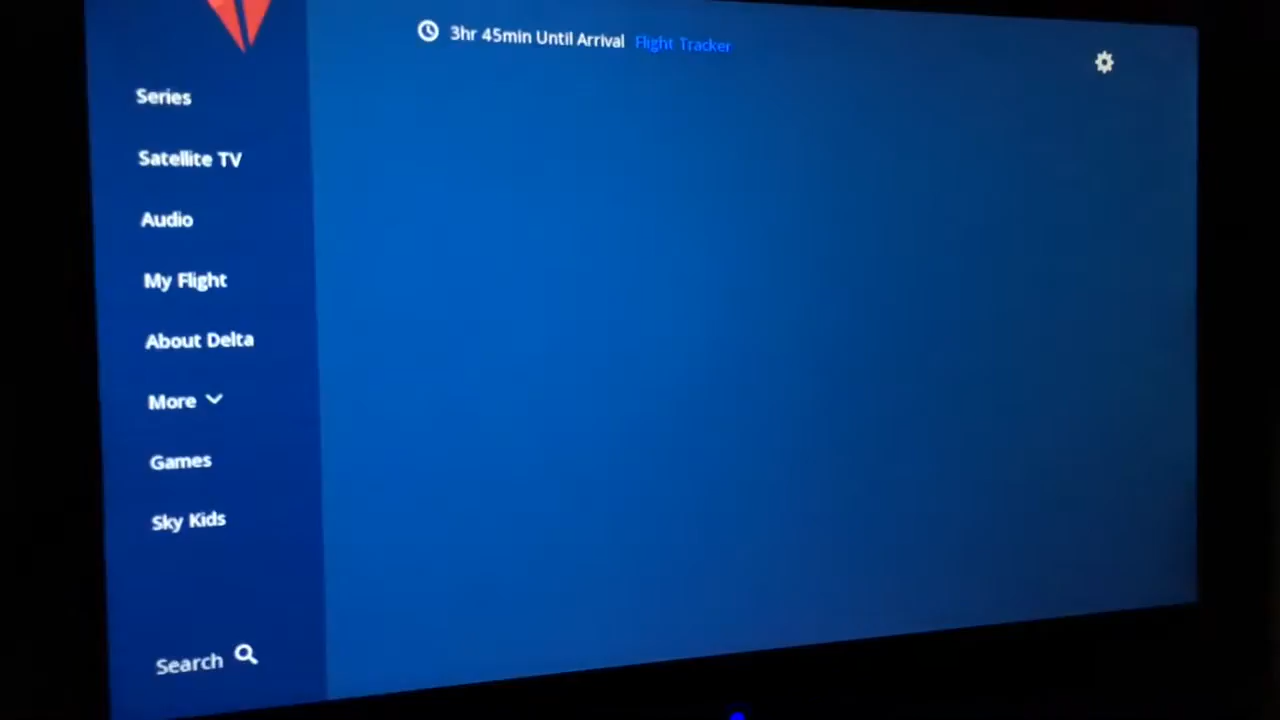 3hr 45min Until Arrival Flight Tracker
Series
Satellite TV
Audio
My Flight
About Delta
More
Games
Sky Kids
Search